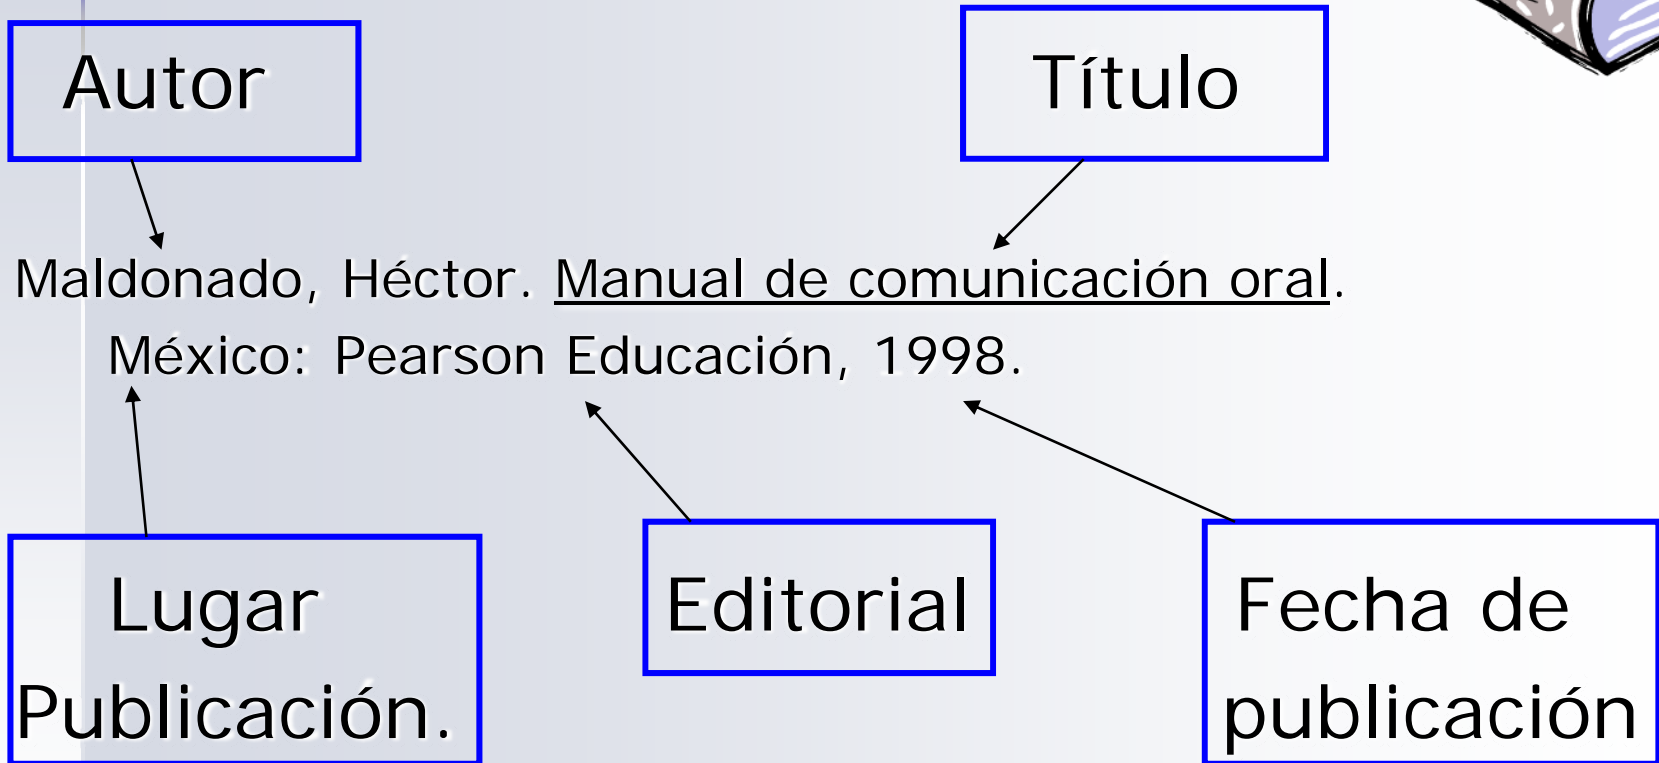 Autor
Título
Maldonado, Héctor. Manual de comunicación oral.
México: Pearson Educación, 1998.
Lugar
Publicación.
Editorial
Fecha de
publicación